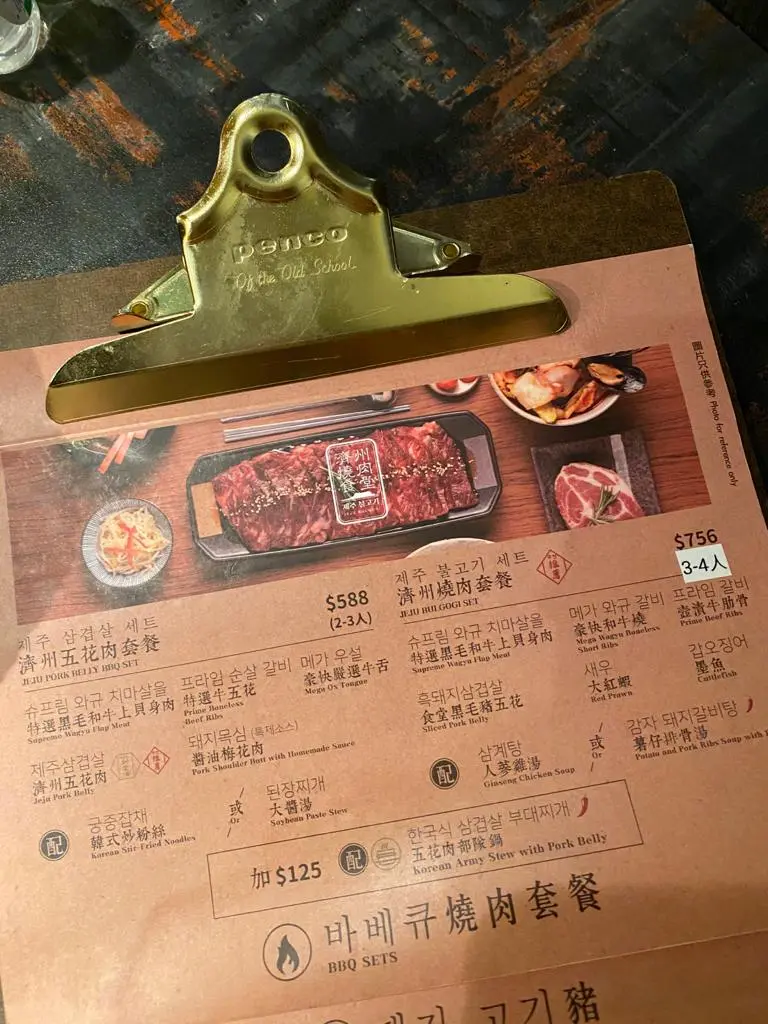 penco
Of the Old School
圖片只供參考 Photo for reference only
濟州
燒肉
食堂
제주 불고기
제주 삼겹살 세트
濟州五花肉套餐
JEJU PORK BELLY BBQ SET
$588
(2-3人)
슈프림 와규 치마살을
特選黑毛和牛上貝身肉
Supreme Wagyu Flap Meat
프라임 순살 갈비
特選牛五花
Prime Boneless
Beef Ribs
메가 우설
豪快嚴選牛舌
Mega Ox Tongue
제주삼겹살
濟州五花肉
Jeju Pork Belly
돼지목심 (특제소스)
醬油梅花肉
Pork Shoulder Butt with Homemade Sauce
配
궁중잡채
韓式炒粉絲
Korean Stir-Fried Noodles
/
或
Or
/
된장찌개
大醬湯
Soybean Paste Stew
제주 불고기 세트
濟州燒肉套餐
JEJU BULGOGI SET
$756
3-4人
슈프림 와규 치마살을
特選黑毛和牛上貝身肉
Supreme Wagyu Flap Meat
메가 와규 갈비
豪快和牛燒
Mega Wagyu Boneless
Short Ribs
프라임 갈비
壺漬牛肋骨
Prime Beef Ribs
흑돼지삼겹살
食堂黑毛豬五花
Sliced Pork Belly
새우
大紅蝦
Red Prawn
갑오징어
墨魚
Cuttlefish
配
삼계탕
人蔘雞湯
Ginseng Chicken Soup
/
或
Or
/
감자 돼지갈비탕
薯仔排骨湯
Potato and Pork Ribs Soup with
加 $125
配
한국식 삼겹살 부대찌개
五花肉部隊鍋
Korean Army Stew with Pork Belly
바베큐燒肉套餐
BBQ SETS
돼지 고기豬